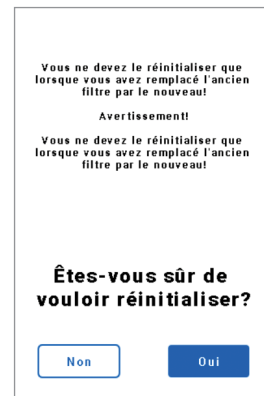 Vous ne devez le réinitialiser que
lorsque vous avez remplacé l'ancien
filtre par le nouveau!
Avertissement!
Vous ne devez le réinitialiser que
lorsque vous avez remplacé l'ancien
filtre par le nouveau!
Êtes-vous sûr de
vouloir réinitialiser?
Non
Oui